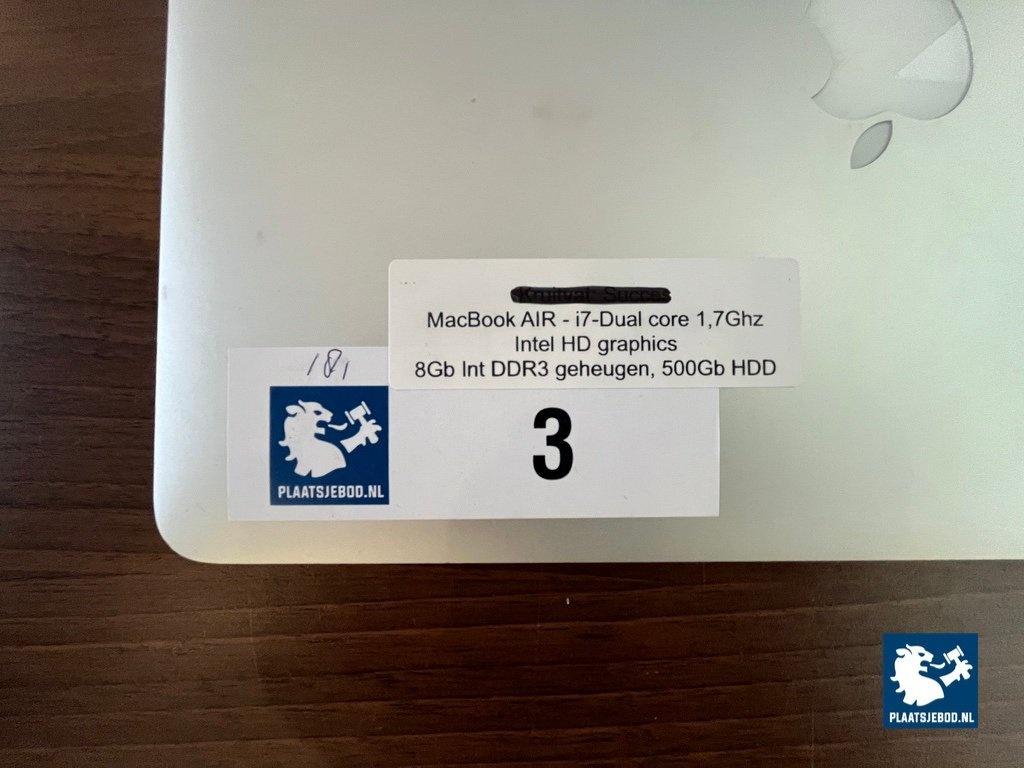 MacBook AIR - i7-Dual core 1,7Ghz
Intel HD graphics
8Gb Int DDR3 geheugen, 500Gb HDD
181
3
PLAATSJEBOD.NL
PLAATSJEBOD.NL